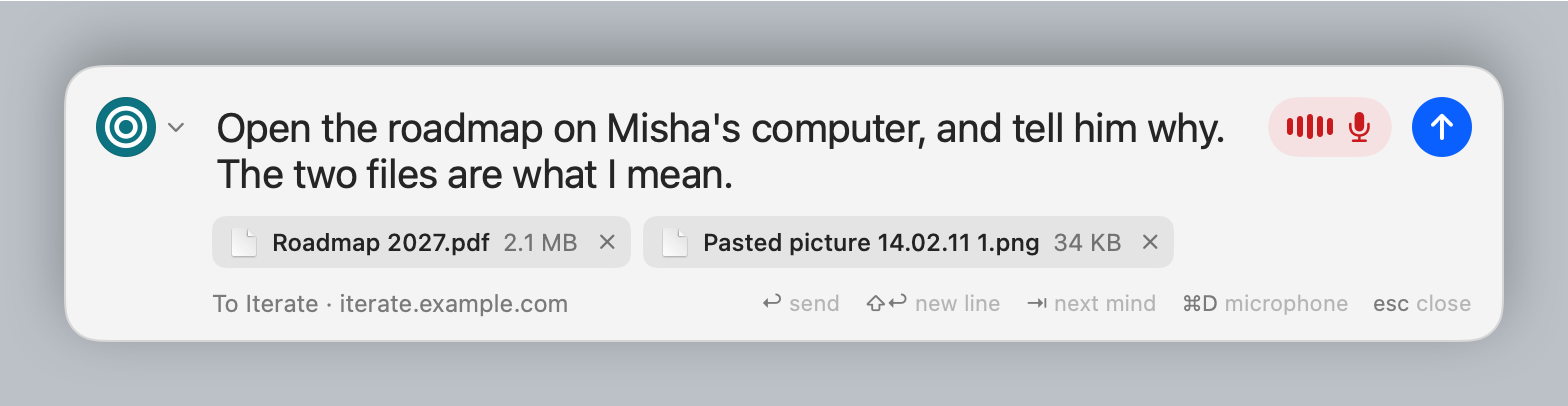 Open the roadmap on Misha's computer, and tell him why.
The two files are what I mean.
Roadmap 2027.pdf 2.1 MB × Pasted picture 14.02.11 1.png 34 KB ×
To Iterate · iterate.example.com ↩ send ⇧↩ new line ⇥ next mind ⌘D microphone esc close